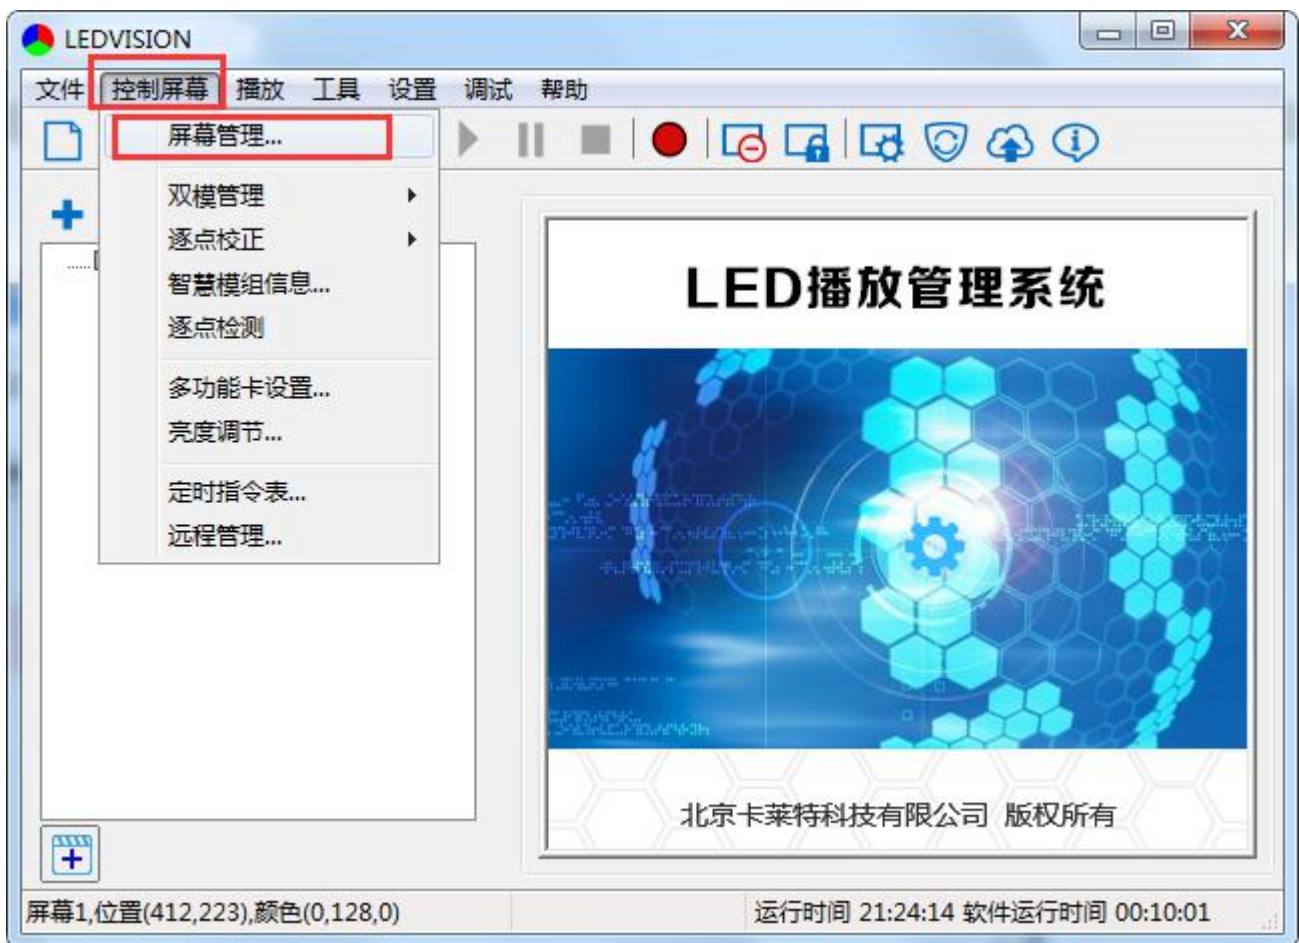 LEDVISION
文件 控制屏幕 播放 工具 设置 调试 帮助
屏幕管理...
双模管理
逐点校正
智慧模组信息...
逐点检测
多功能卡设置...
亮度调节...
定时指令表...
远程管理...
LED播放管理系统
北京卡莱特科技有限公司 版权所有
屏幕1,位置(412,223),颜色(0,128,0)
运行时间 21:24:14 软件运行时间 00:10:01